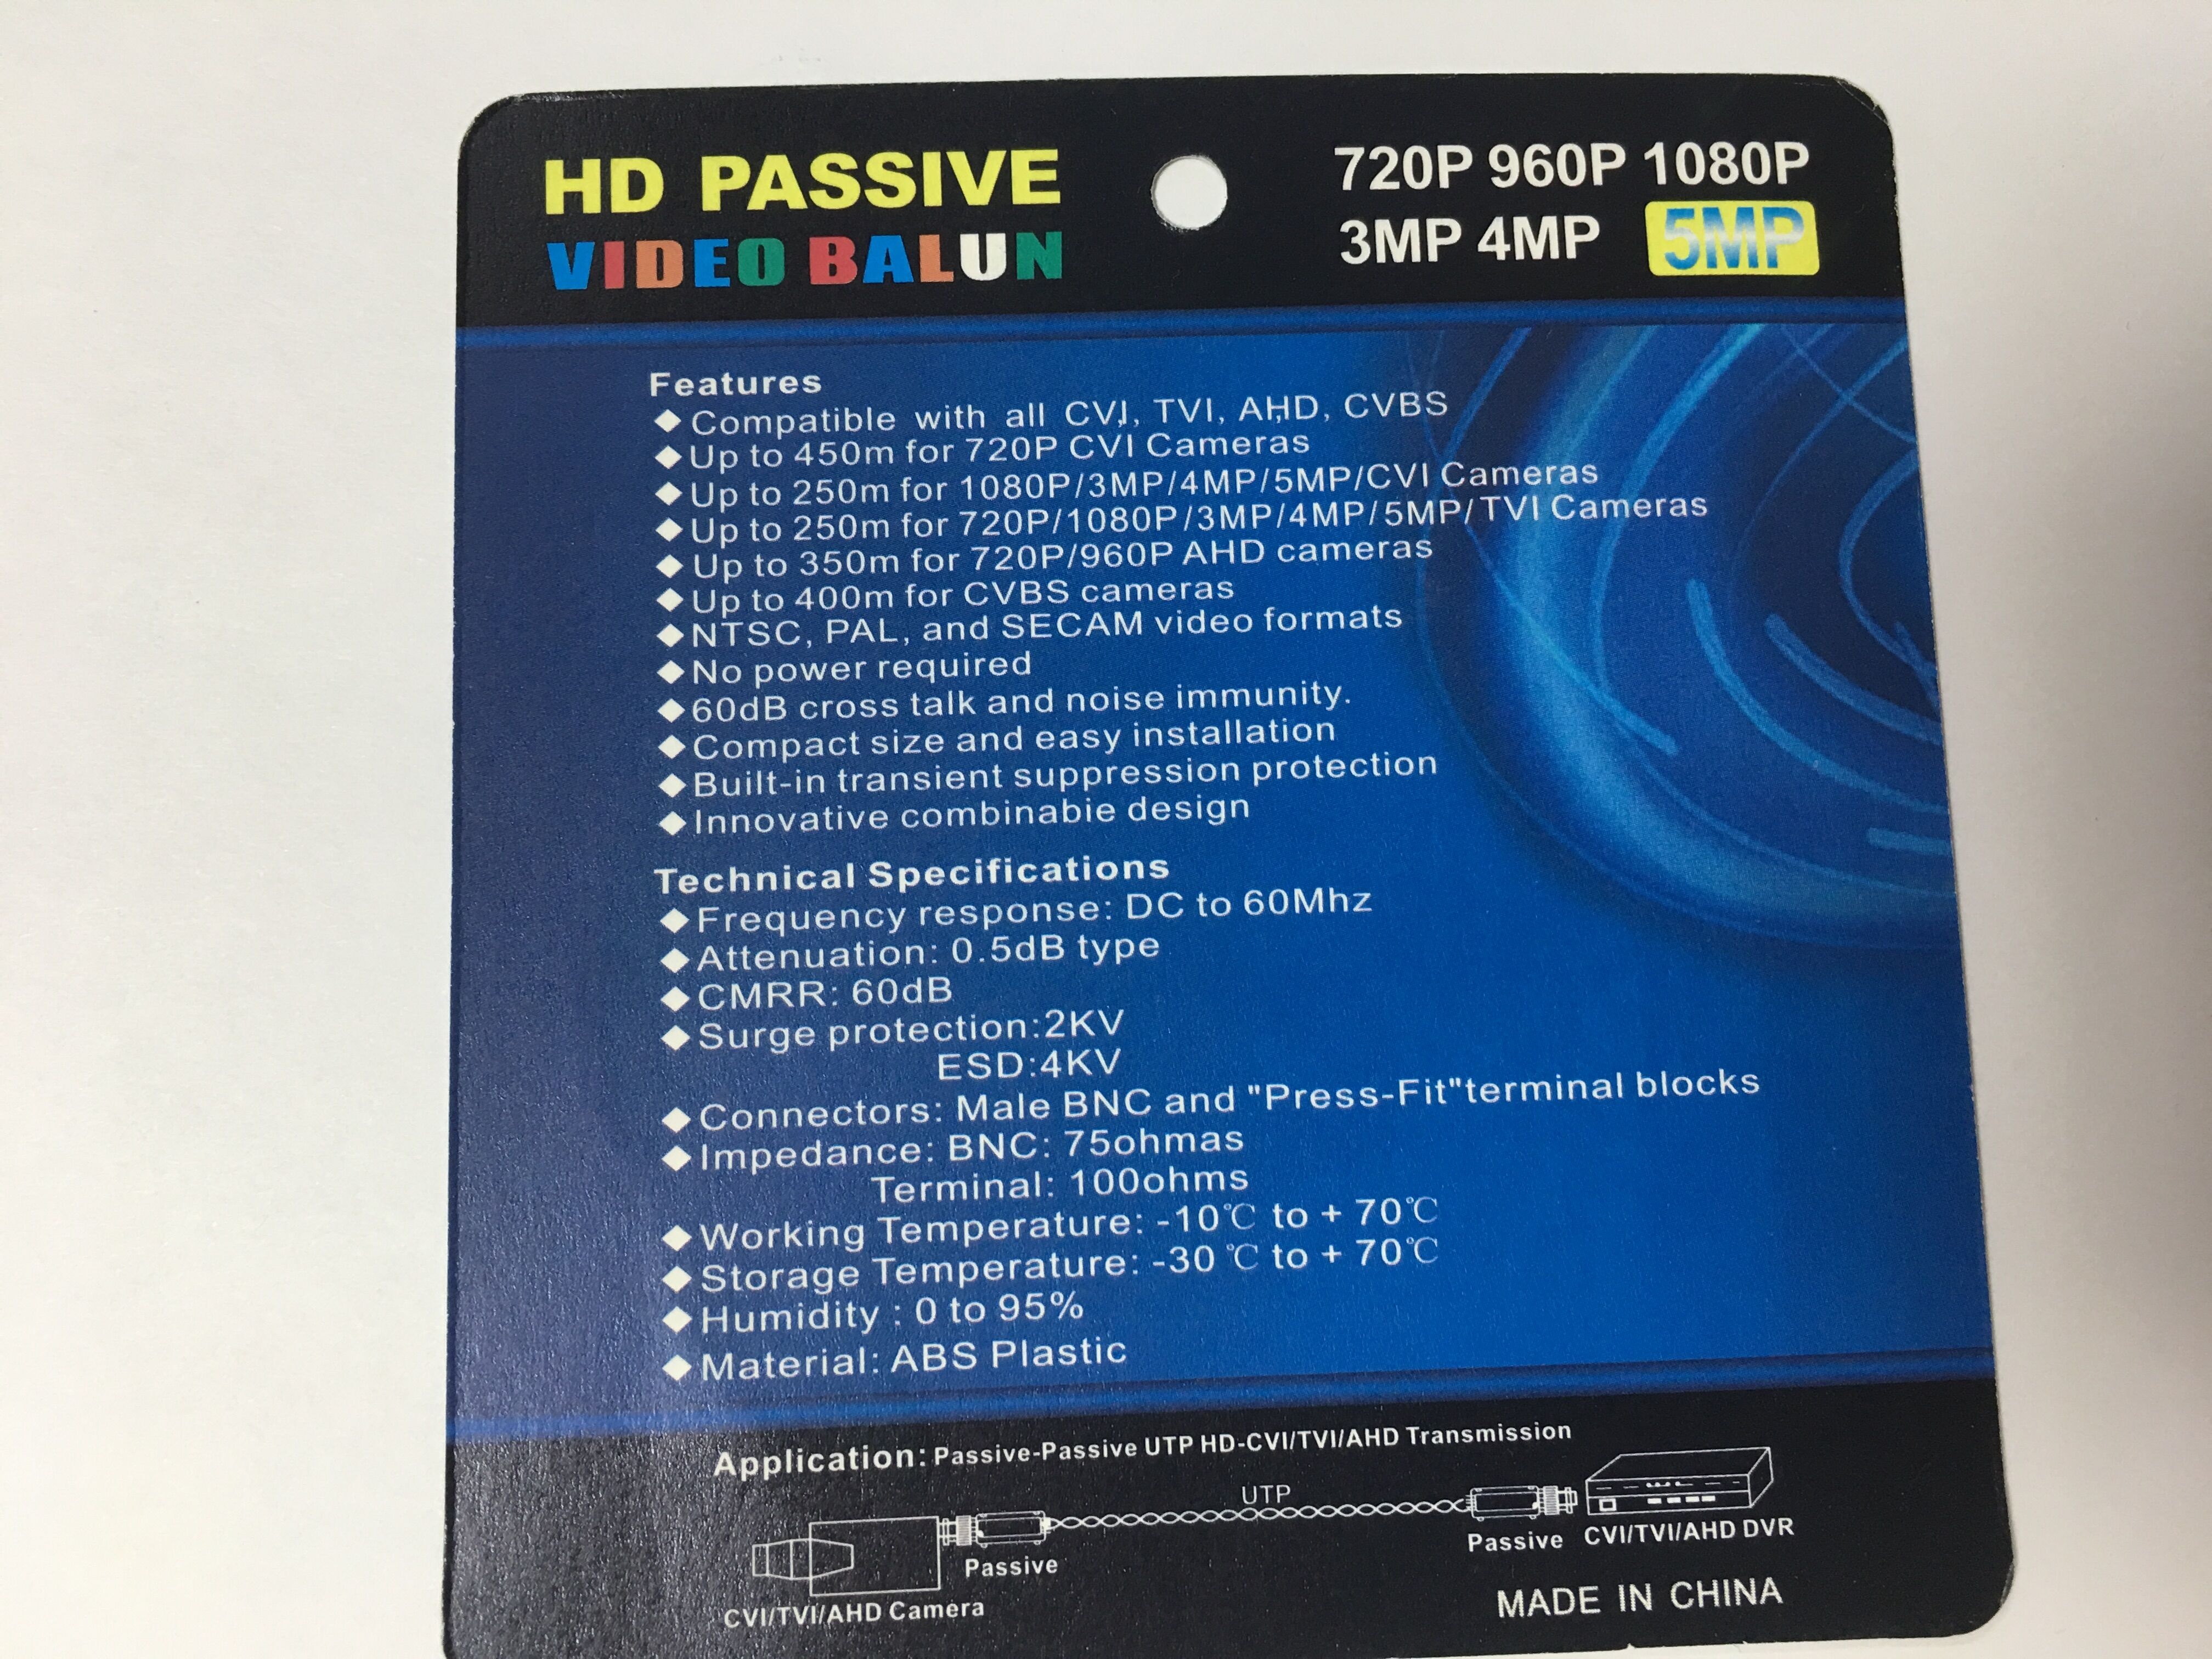 HD PASSIVE
VIDEO BALUN
720P 960P 1080P
3MP 4MP 5MP
Features
◆Compatible with all CVI, TVI, AHD, CVBS
◆Up to 450m for 720P CVI Cameras
◆Up to 250m for 1080P/3MP/4MP/5MP/CVI Cameras
◆Up to 250m for 720P/1080P/3MP/4MP/5MP/TVI Cameras
◆Up to 350m for 720P/960P AHD cameras
◆Up to 400m for CVBS cameras
◆NTSC, PAL, and SECAM video formats
◆No power required
◆60dB cross talk and noise immunity.
◆Compact size and easy installation
◆Built-in transient suppression protection
◆Innovative combinabie design
Technical Specifications
◆Frequency response: DC to 60Mhz
◆Attenuation: 0.5dB type
◆CMRR: 60dB
◆Surge protection:2KV
ESD:4KV
◆Connectors: Male BNC and "Press-Fit"terminal blocks
◆Impedance: BNC: 75ohmas
Terminal: 100ohms
◆Working Temperature: -10℃ to + 70℃
◆Storage Temperature: -30 ℃ to + 70℃
◆Humidity : 0 to 95%
◆Material: ABS Plastic
Application: Passive-Passive UTP HD-CVI/TVI/AHD Transmission
UTP
Passive
CVI/TVI/AHD DVR
Passive
CVI/TVI/AHD Camera
MADE IN CHINA